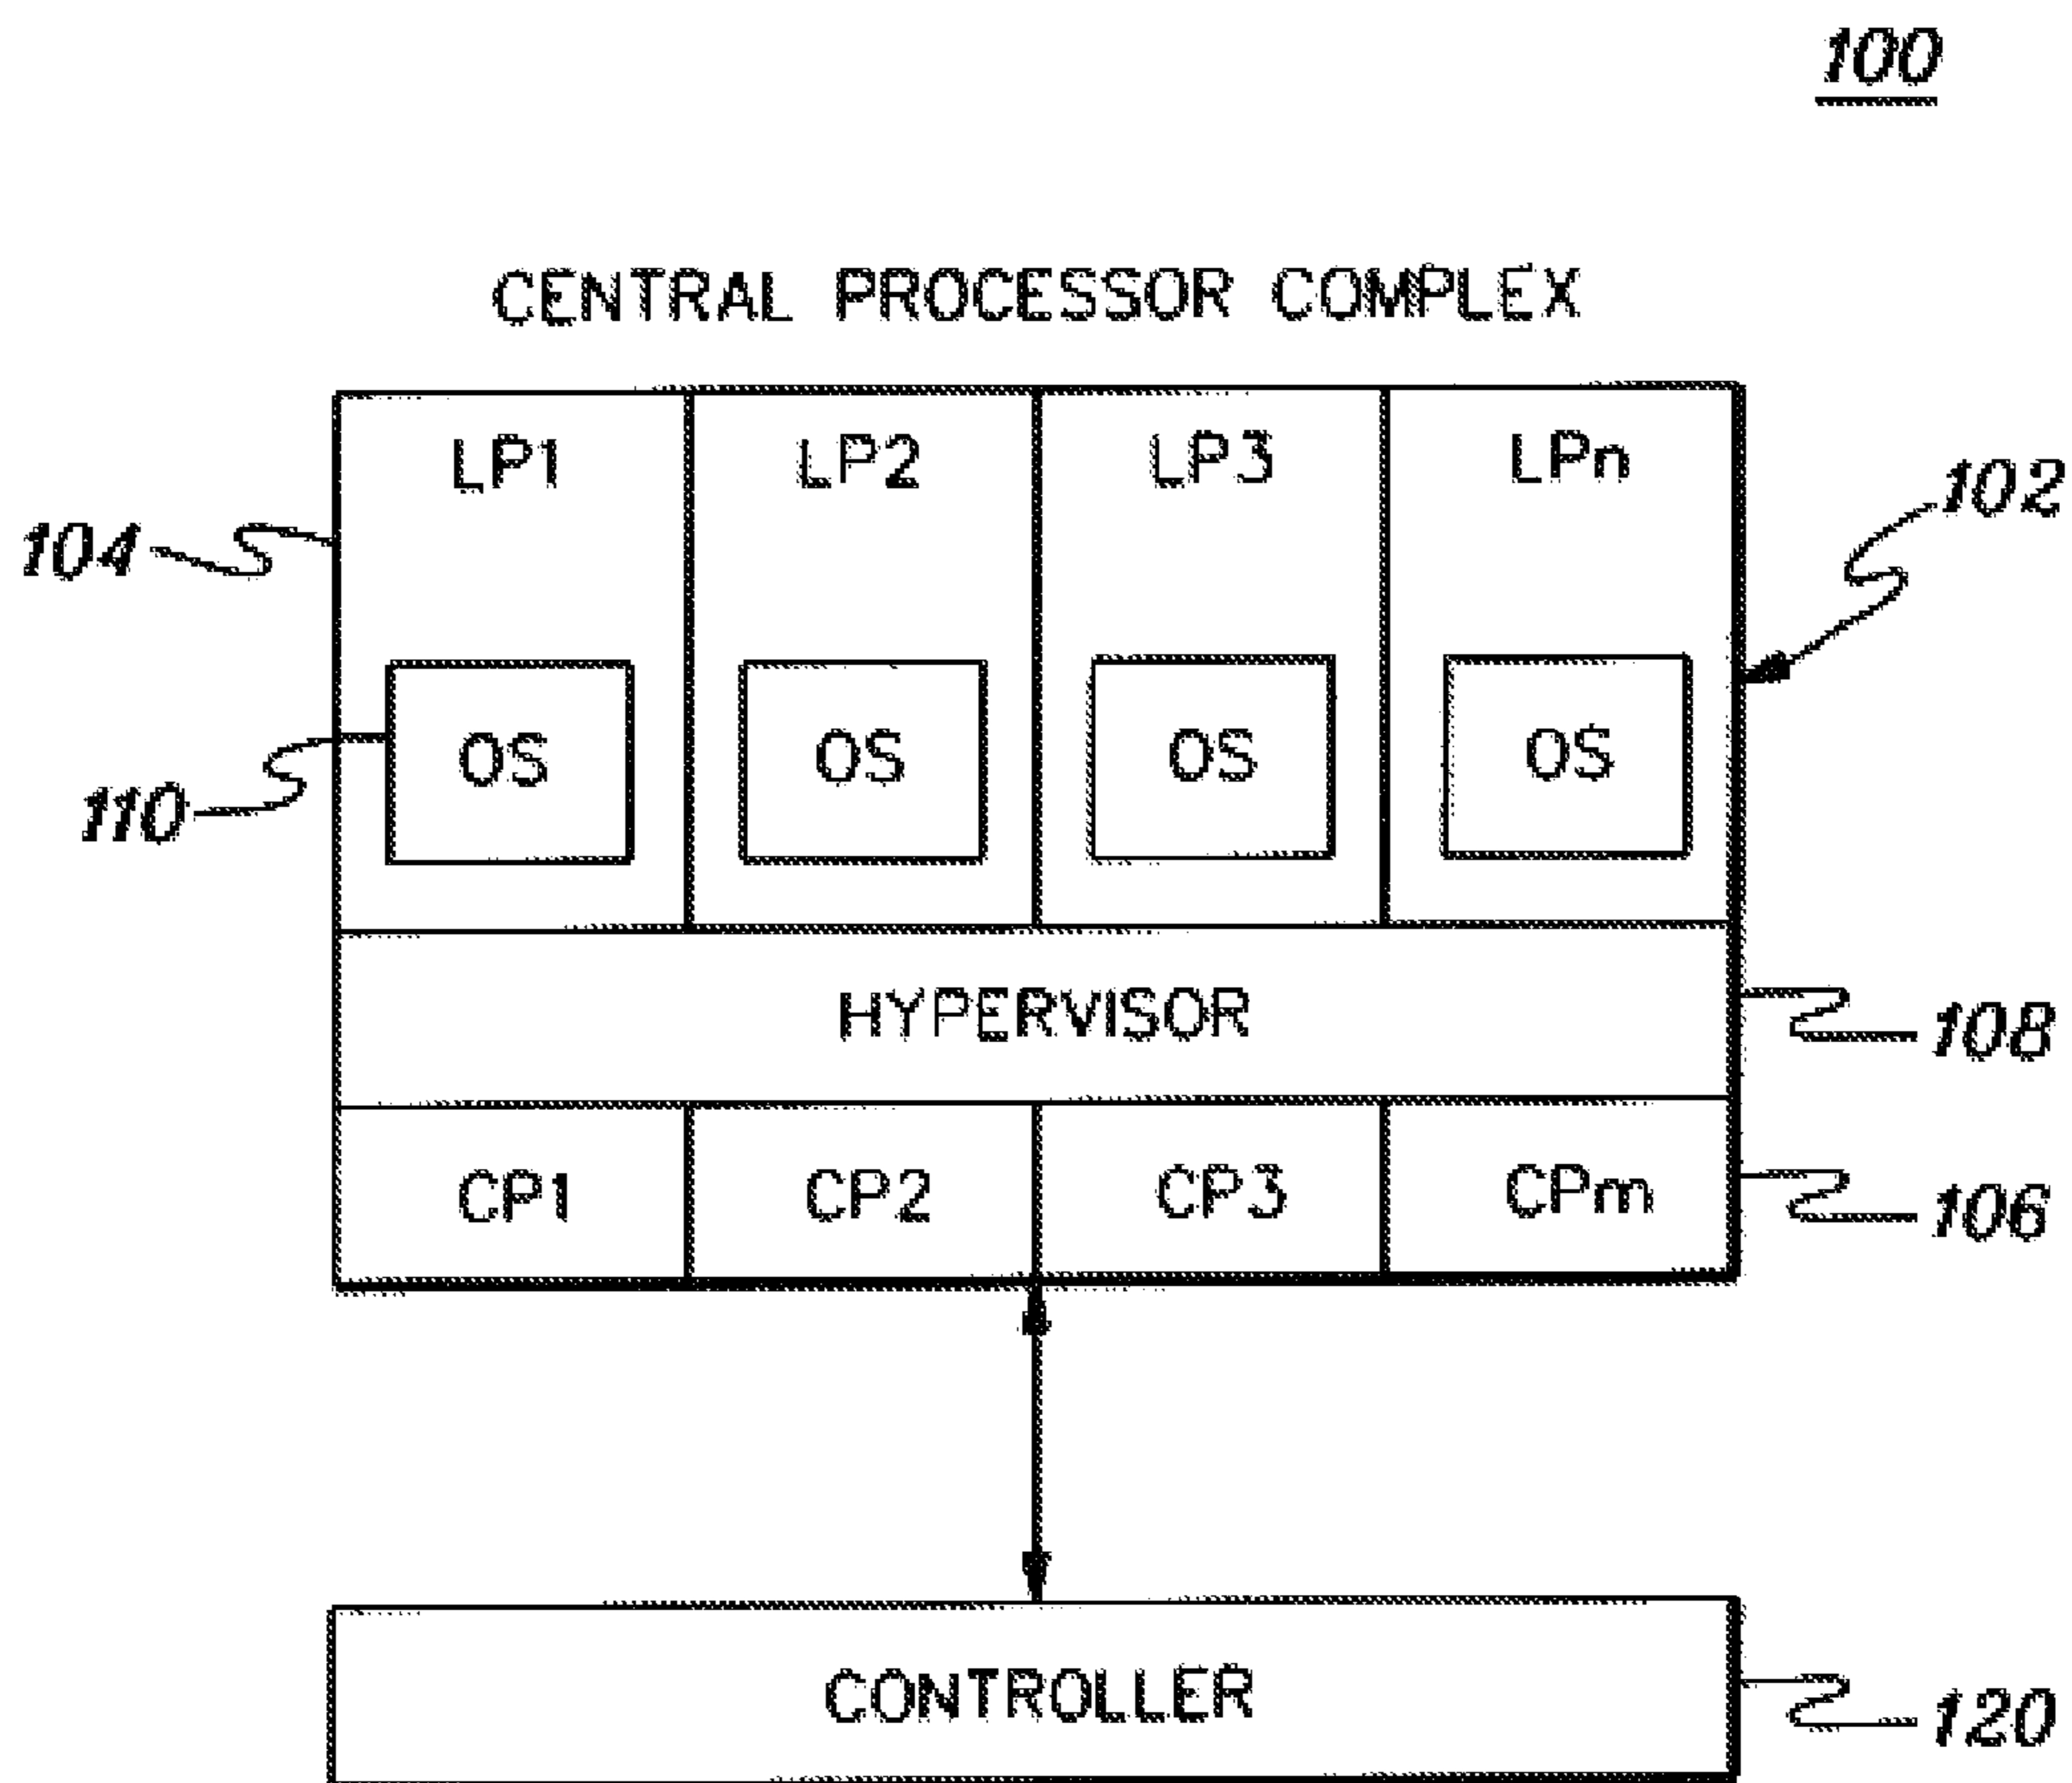 100
CENTRAL PROCESSOR COMPLEX
LP1 LP2 LP3 LPn
102
104
OS OS OS OS
110
HYPERVISOR
108
CP1 CP2 CP3 CPm
106
CONTROLLER
120